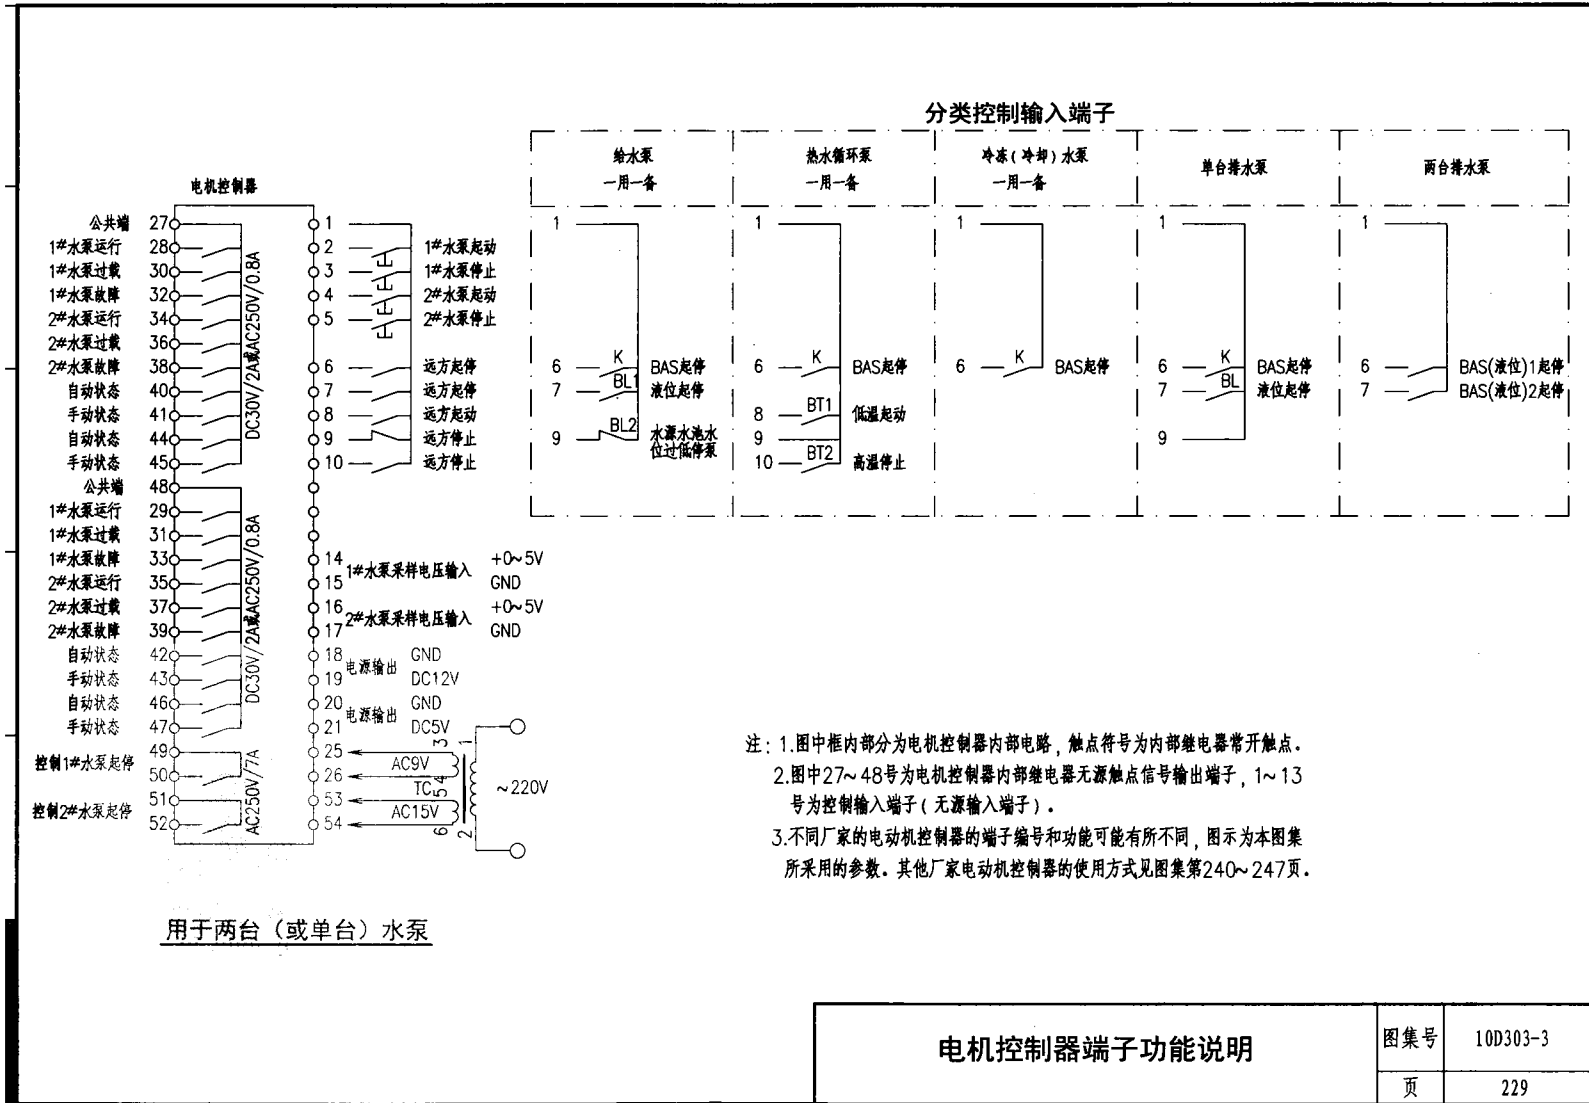 分类控制输入端子
给水泵
一用一备
热水循环泵
一用一备
冷冻(冷却)水泵
一用一备
单台排水泵
两台排水泵
电机控制器
公共端 27
1#水泵运行 28
1#水泵过载 30
1#水泵故障 32
2#水泵运行 34
2#水泵过载 36
2#水泵故障 38
自动状态 40
手动状态 41
自动状态 44
手动状态 45
公共端 48
1#水泵运行 29
1#水泵过载 31
1#水泵故障 33
2#水泵运行 35
2#水泵过载 37
2#水泵故障 39
自动状态 42
手动状态 43
自动状态 46
手动状态 47
控制1#水泵起停
49
50
控制2#水泵起停
51
52
DC30V/2A或AC250V/0.8A
DC30V/2A或AC250V/0.8A
AC250V/7A
1
2 1#水泵起动
3 1#水泵停止
4 2#水泵起动
5 2#水泵停止
6 远方起停
7 远方起停
8 远方起动
9 远方停止
10 远方停止
14 +0~5V
1#水泵采样电压输入
15 GND
16 +0~5V
2#水泵采样电压输入
17 GND
18 GND
电源输出
19 DC12V
20 GND
电源输出
21 DC5V
25
AC9V
26
TC
53
AC15V
54
3
4
5
6
1
2
~220V
1
6 K BAS起停
7 BL1 液位起停
9 BL2 水源水池水
位过低停泵
1
6 K BAS起停
8 BT1 低温起动
9
10 BT2 高温停止
1
6 K BAS起停
1
6 K BAS起停
7 BL 液位起停
9
1
6 BAS(液位)1起停
7 BAS(液位)2起停
注：1.图中框内部分为电机控制器内部电路，触点符号为内部继电器常开触点。
2.图中27~48号为电机控制器内部继电器无源触点信号输出端子，1~13
号为控制输入端子(无源输入端子)。
3.不同厂家的电动机控制器的端子编号和功能可能有所不同，图示为本图集
所采用的参数。其他厂家电动机控制器的使用方式见图集第240~247页。
用于两台（或单台）水泵
电机控制器端子功能说明
图集号 10D303-3
页 229